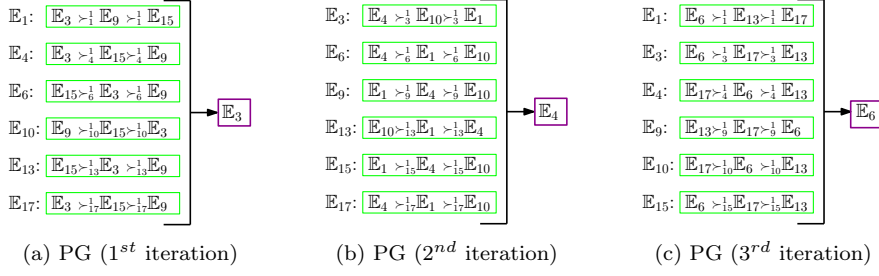 𝔼₁: 𝔼₃ ≻₁¹ 𝔼₉ ≻₁¹ 𝔼₁₅
𝔼₄: 𝔼₃ ≻₄¹ 𝔼₁₅ ≻₄¹ 𝔼₉
𝔼₆: 𝔼₁₅ ≻₆¹ 𝔼₃ ≻₆¹ 𝔼₉
𝔼₁₀: 𝔼₉ ≻₁₀¹ 𝔼₁₅ ≻₁₀¹ 𝔼₃
𝔼₁₃: 𝔼₁₅ ≻₁₃¹ 𝔼₃ ≻₁₃¹ 𝔼₉
𝔼₁₇: 𝔼₃ ≻₁₇¹ 𝔼₁₅ ≻₁₇¹ 𝔼₉
𝔼₃
(a) PG (1ˢᵗ iteration)
𝔼₃: 𝔼₄ ≻₃¹ 𝔼₁₀ ≻₃¹ 𝔼₁
𝔼₆: 𝔼₄ ≻₆¹ 𝔼₁ ≻₆¹ 𝔼₁₀
𝔼₉: 𝔼₁ ≻₉¹ 𝔼₄ ≻₉¹ 𝔼₁₀
𝔼₁₃: 𝔼₁₀ ≻₁₃¹ 𝔼₁ ≻₁₃¹ 𝔼₄
𝔼₁₅: 𝔼₁ ≻₁₅¹ 𝔼₄ ≻₁₅¹ 𝔼₁₀
𝔼₁₇: 𝔼₄ ≻₁₇¹ 𝔼₁ ≻₁₇¹ 𝔼₁₀
𝔼₄
(b) PG (2ⁿᵈ iteration)
𝔼₁: 𝔼₆ ≻₁¹ 𝔼₁₃ ≻₁¹ 𝔼₁₇
𝔼₃: 𝔼₆ ≻₃¹ 𝔼₁₇ ≻₃¹ 𝔼₁₃
𝔼₄: 𝔼₁₇ ≻₄¹ 𝔼₆ ≻₄¹ 𝔼₁₃
𝔼₉: 𝔼₁₃ ≻₉¹ 𝔼₁₇ ≻₉¹ 𝔼₆
𝔼₁₀: 𝔼₁₇ ≻₁₀¹ 𝔼₆ ≻₁₀¹ 𝔼₁₃
𝔼₁₅: 𝔼₆ ≻₁₅¹ 𝔼₁₇ ≻₁₅¹ 𝔼₁₃
𝔼₆
(c) PG (3ʳᵈ iteration)